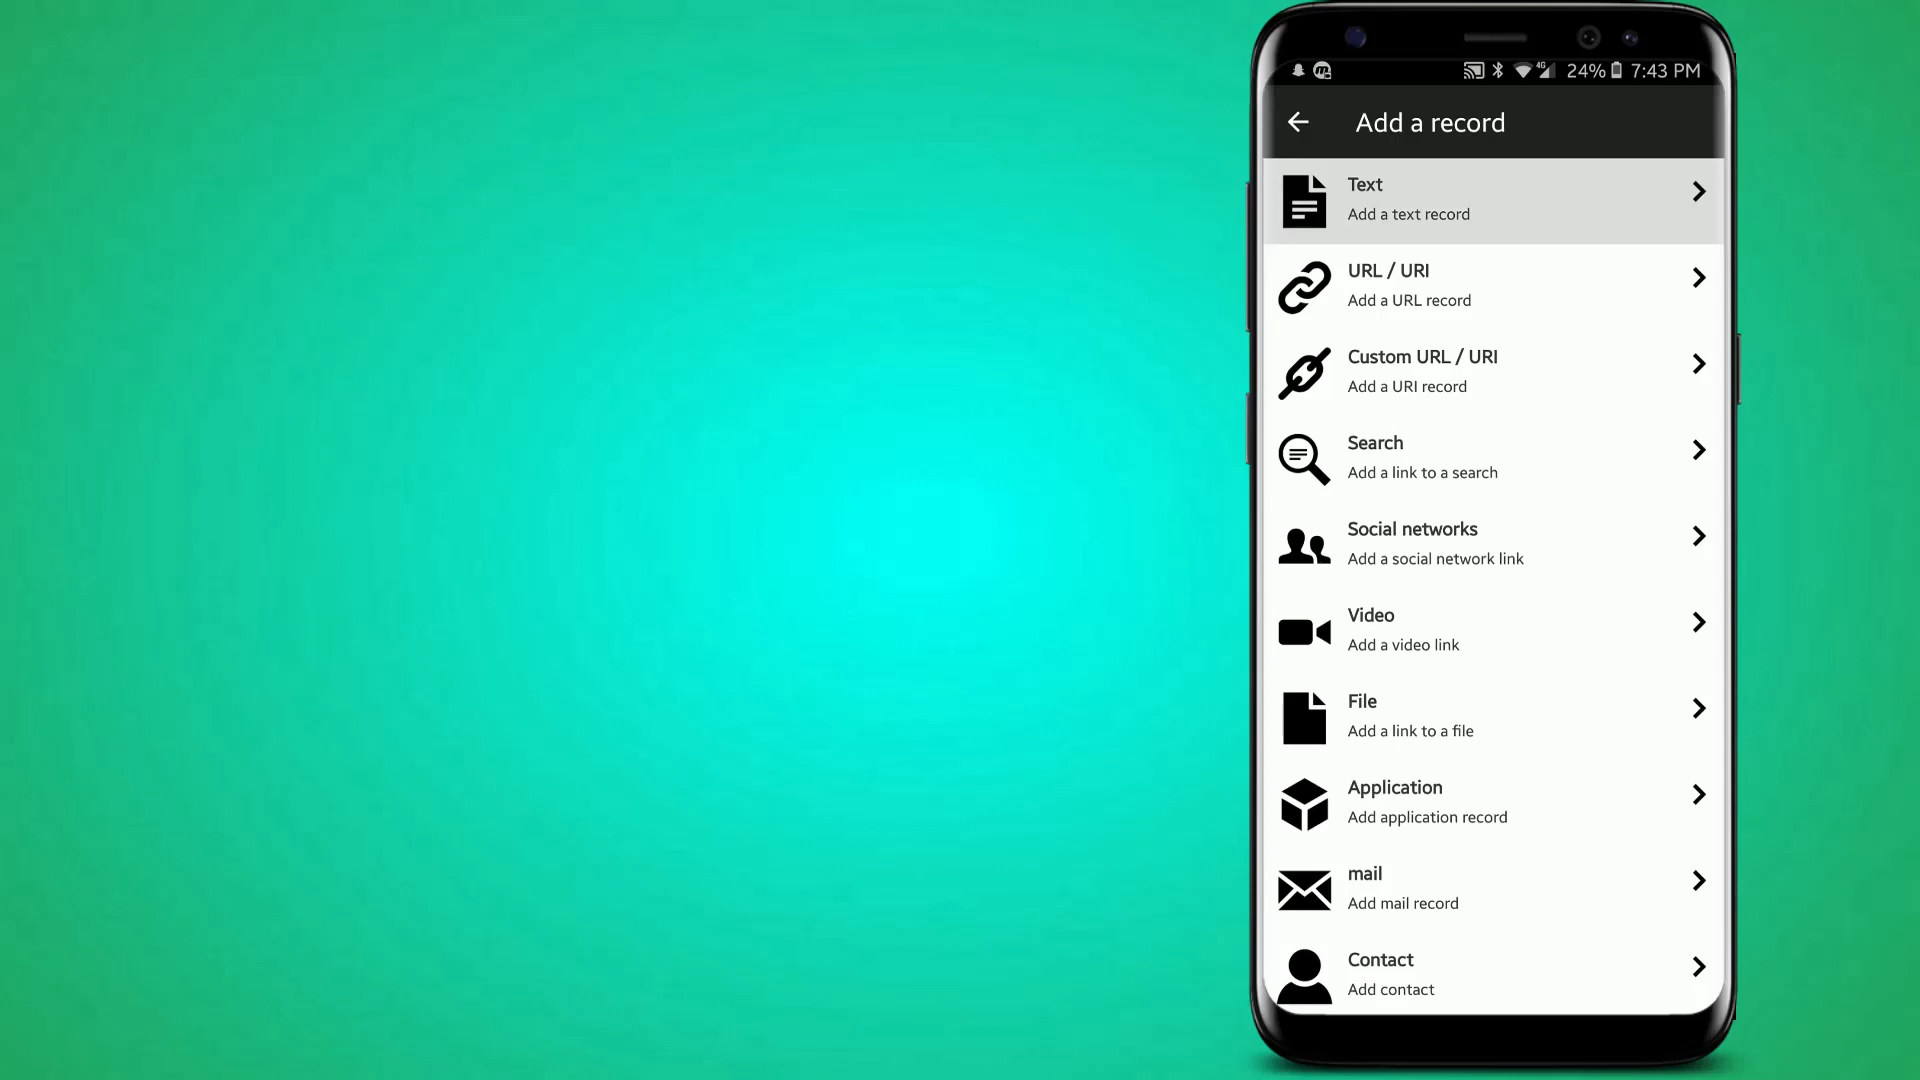 4G 24% 7:43 PM
Add a record
Text
Add a text record
URL / URI
Add a URL record
Custom URL / URI
Add a URI record
Search
Add a link to a search
Social networks
Add a social network link
Video
Add a video link
File
Add a link to a file
Application
Add application record
mail
Add mail record
Contact
Add contact